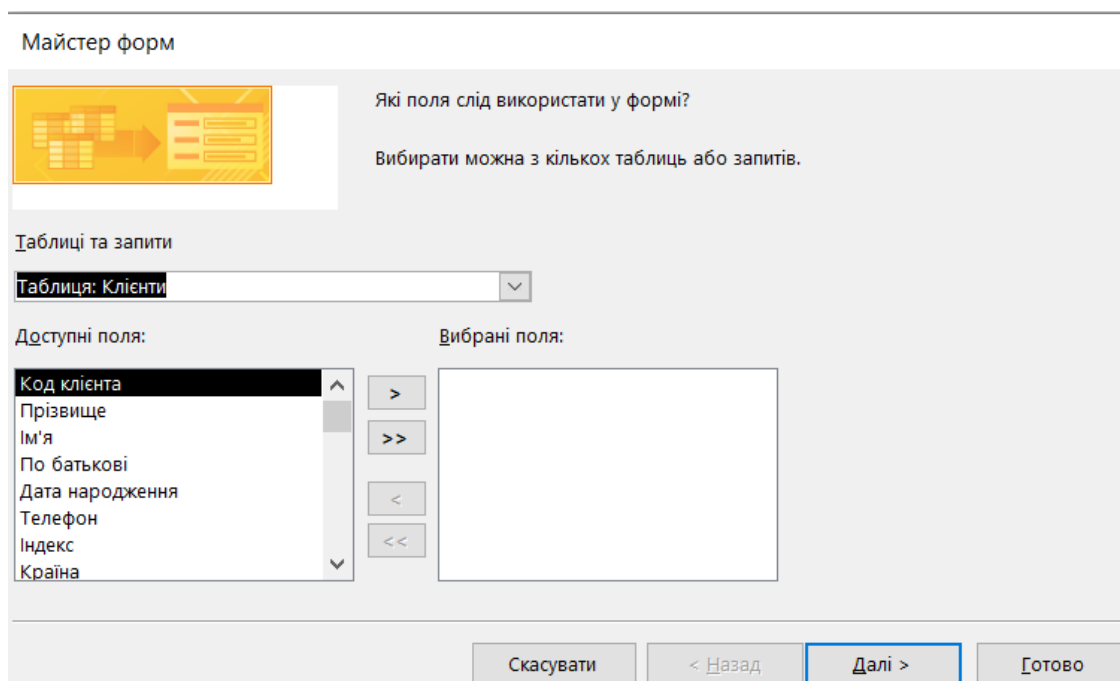 Майстер форм
Які поля слід використати у формі?
Вибирати можна з кількох таблиць або запитів.
Таблиці та запити
Таблиця: Клієнти
Доступні поля:
Вибрані поля:
Код клієнта
Прізвище
Ім'я
По батькові
Дата народження
Телефон
Індекс
Країна
>
>>
<
<<
Скасувати
< Назад
Далі >
Готово